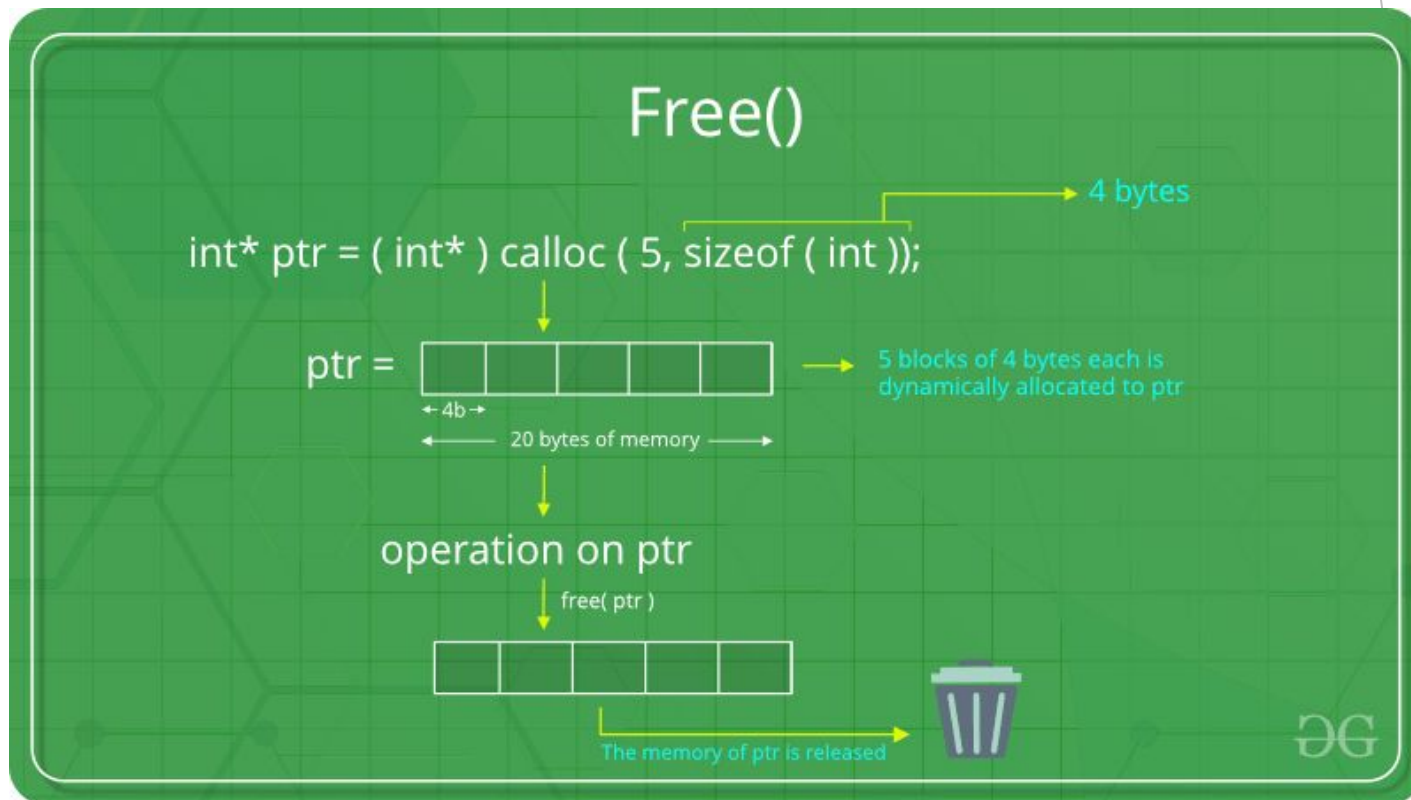 Free()
4 bytes
int* ptr = ( int* ) calloc ( 5, sizeof ( int ));
ptr =
5 blocks of 4 bytes each is
dynamically allocated to ptr
4b
20 bytes of memory
operation on ptr
free( ptr )
The memory of ptr is released